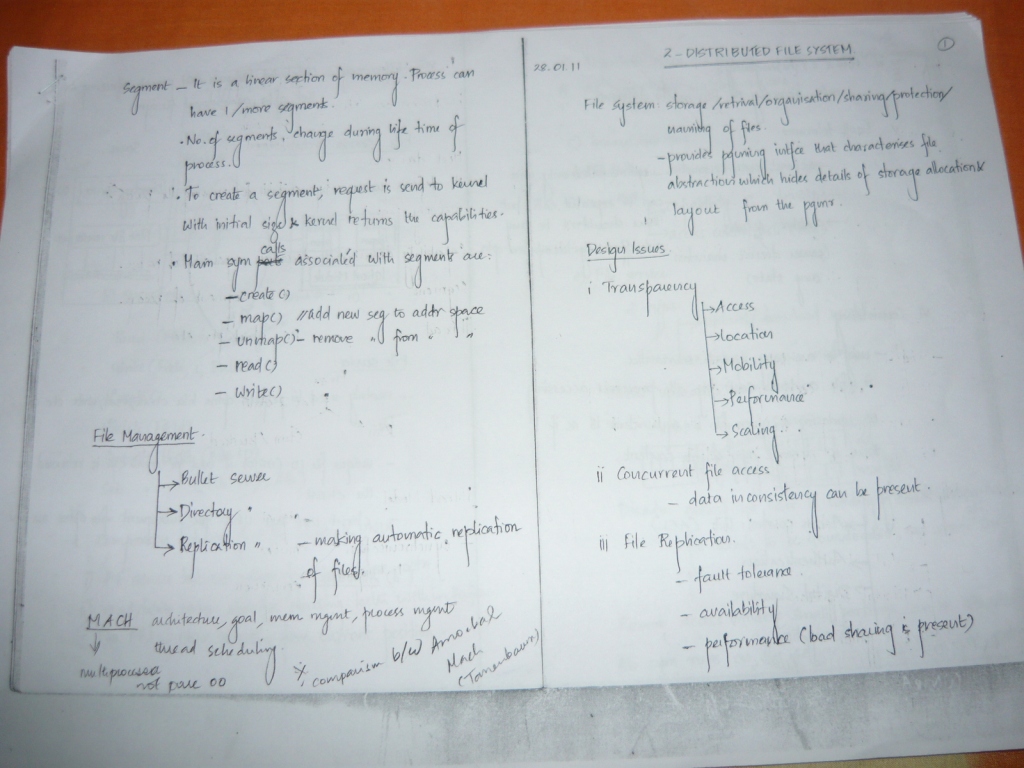 Segment - It is a linear section of memory. Process can
have 1/more segment.
· No. of segments, change during life time of
process.
· To create a segment, request is send to kernel
with initial size & kernel returns the capabilities.
calls
· Main sym associated with segments are:
- create()
- map() //add new seg to addr space
- unmap() - remove " from " "
- read()
- write()
File Management.
→ Bullet server
→ Directory "
→ Replication " - making automatic replication
of files.
MACH architecture, goal, mem mgmt, process mgmt
thread scheduling.
multiprocessor
not pure OO
* comparism b/w Amoeba &
Mach
(Tanenbaum)
28.01.11
2 - DISTRIBUTED FILE SYSTEM
1
File system: storage/retrival/organisation/sharing/protection/
naming of files.
- provides pgming intfce that characterises file
abstraction which hides details of storage allocation &
layout from the pgmr.
Design Issues
i Transparency
→ Access
→ location
→ Mobility
→ Performance
→ Scaling.
ii Concurrent file access
- data inconsistency can be present.
iii File Replication.
- fault tolerance
- availability
- performance (load sharing is present)